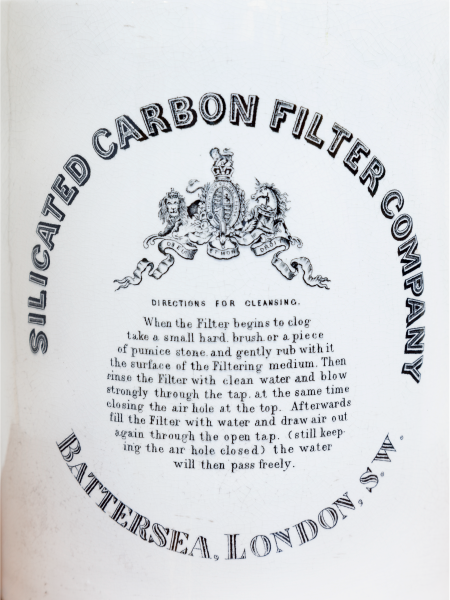 SILICATED CARBON FILTER COMPANY
DIRECTIONS FOR CLEANSING.
When the Filter begins to clog
take a small hard brush or a piece
of pumice stone and gently rub with it
the surface of the Filtering medium. Then
rinse the Filter with clean water and blow
strongly through the tap, at the same time
closing the air hole at the top. Afterwards
fill the Filter with water and draw air out
again through the open tap. (still keep-
ing the air hole closed) the water
will then pass freely.
BATTERSEA, LONDON, S.W.